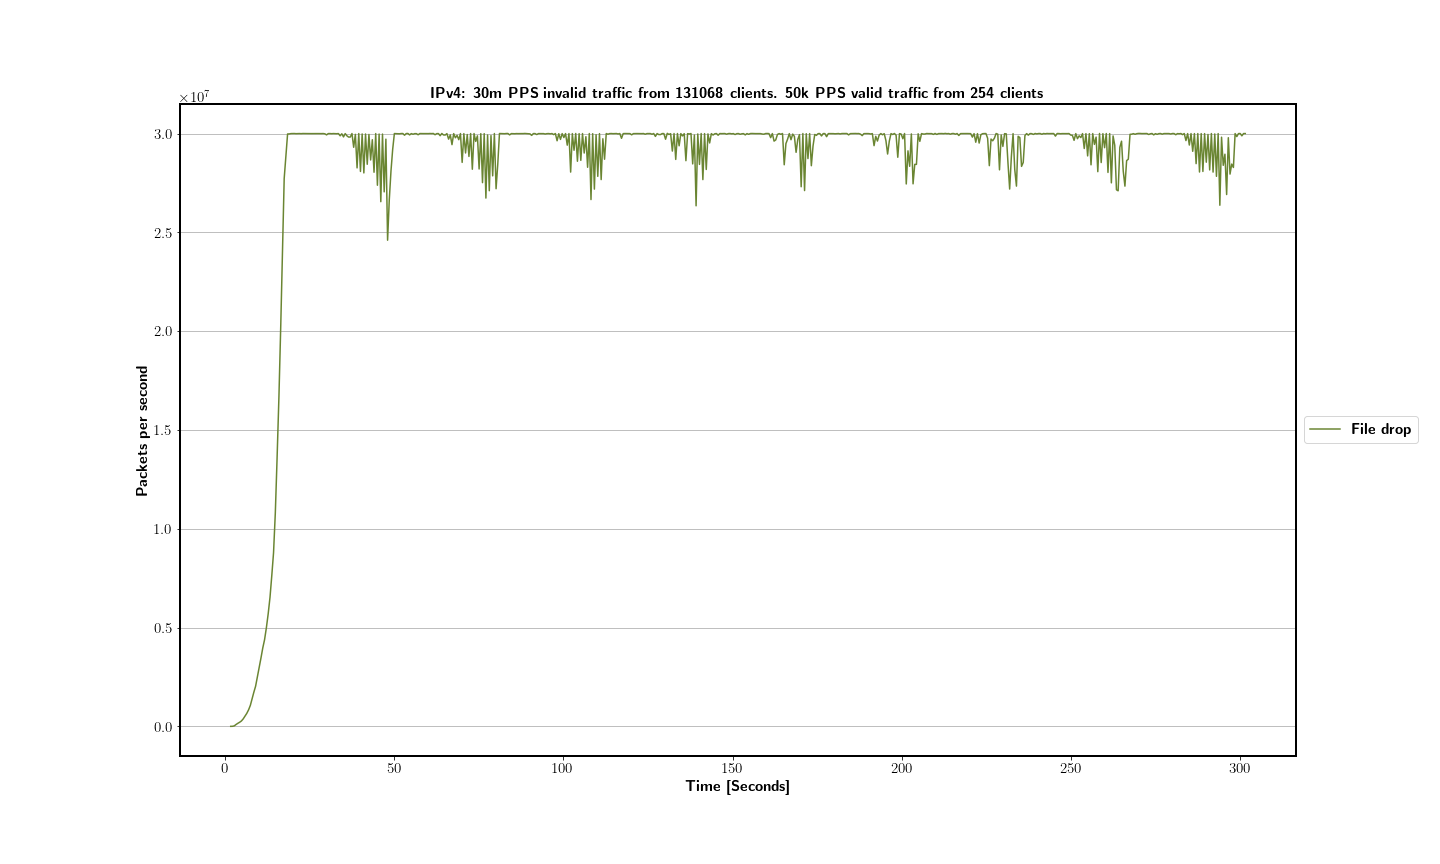 IPv4: 30m PPS invalid traffic from 131068 clients. 50k PPS valid traffic from 254 clients
×10⁷
3.0
2.5
2.0
1.5
1.0
0.5
0.0
Packets per second
File drop
0 50 100 150 200 250 300
Time [Seconds]